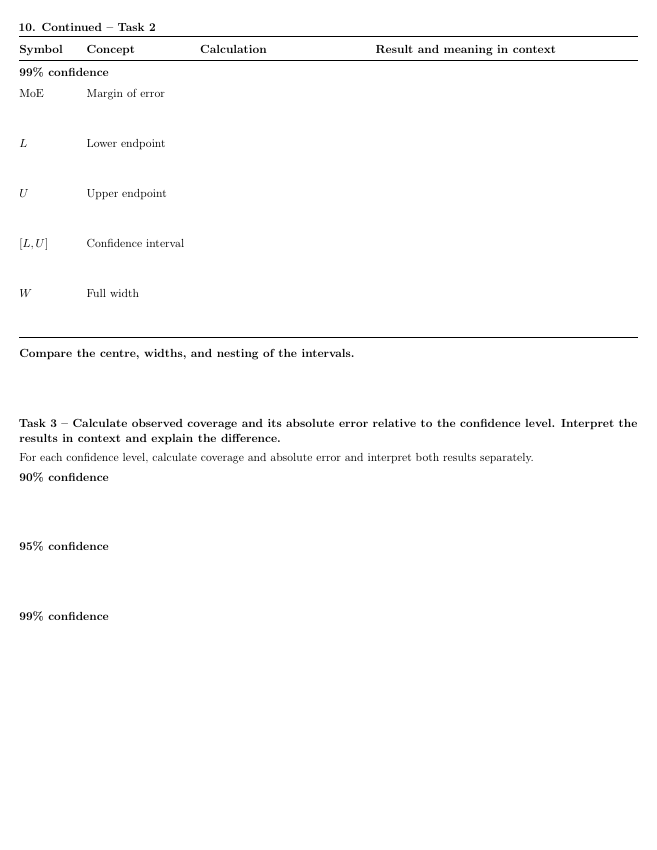 10. Continued – Task 2
Symbol Concept Calculation Result and meaning in context
99% confidence
MoE Margin of error
L Lower endpoint
U Upper endpoint
[L, U] Confidence interval
W Full width
Compare the centre, widths, and nesting of the intervals.
Task 3 – Calculate observed coverage and its absolute error relative to the confidence level. Interpret the
results in context and explain the difference.
For each confidence level, calculate coverage and absolute error and interpret both results separately.
90% confidence
95% confidence
99% confidence